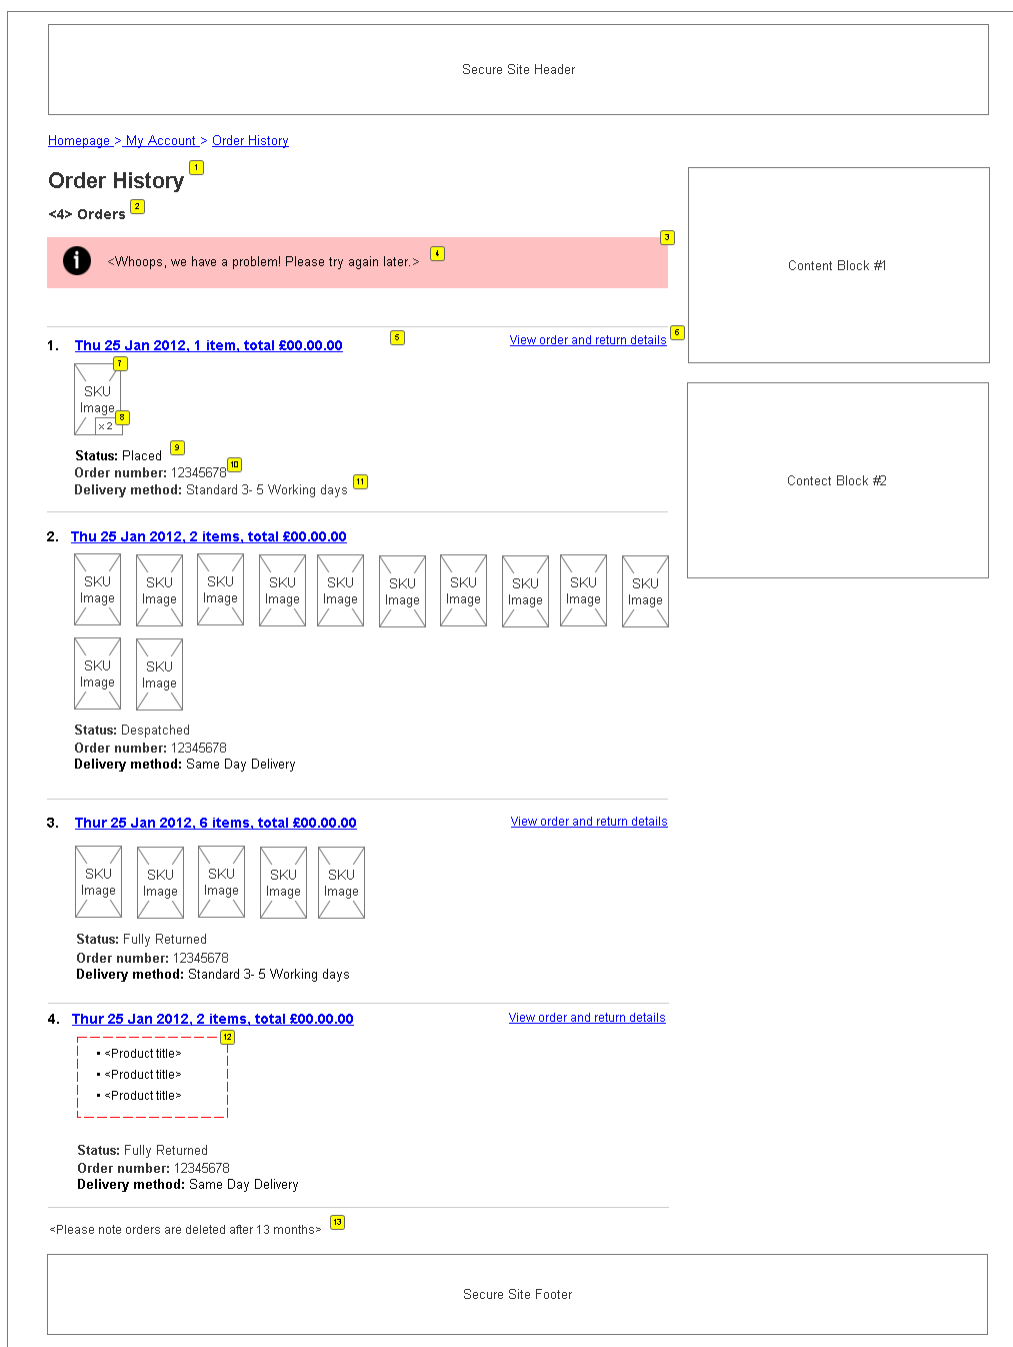 Secure Site Header
Homepage > My Account > Order History
Order History 1
<4> Orders 2
3
<Whoops, we have a problem! Please try again later.> 4
Content Block #1
1. Thu 25 Jan 2012, 1 item, total £00.00.00 5 View order and return details 6
7
SKU
Image
x 2 8
Status: Placed 9
Order number: 12345678 10
Delivery method: Standard 3- 5 Working days 11
Contect Block #2
2. Thu 25 Jan 2012, 2 items, total £00.00.00
SKU SKU SKU SKU SKU SKU SKU SKU SKU SKU
Image Image Image Image Image Image Image Image Image Image
SKU SKU
Image Image
Status: Despatched
Order number: 12345678
Delivery method: Same Day Delivery
3. Thur 25 Jan 2012, 6 items, total £00.00.00 View order and return details
SKU SKU SKU SKU SKU
Image Image Image Image Image
Status: Fully Returned
Order number: 12345678
Delivery method: Standard 3- 5 Working days
4. Thur 25 Jan 2012, 2 items, total £00.00.00 View order and return details
12
• <Product title>
• <Product title>
• <Product title>
Status: Fully Returned
Order number: 12345678
Delivery method: Same Day Delivery
<Please note orders are deleted after 13 months> 13
Secure Site Footer